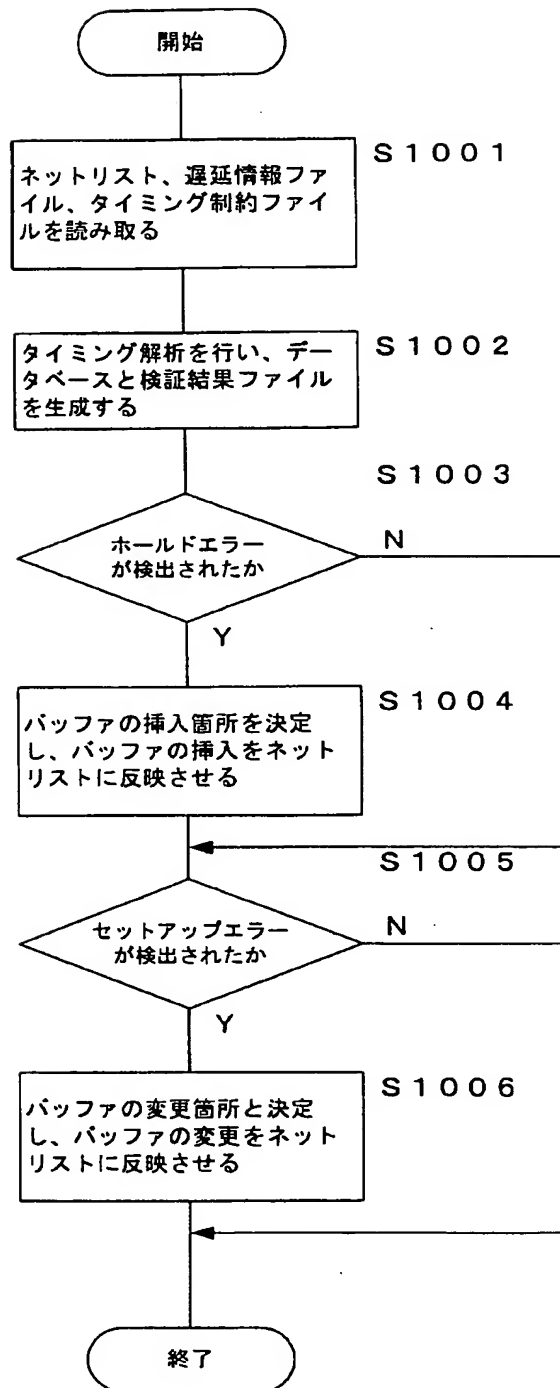 開始
S1001
ネットリスト、遅延情報ファ
イル、タイミング制約ファイ
ルを読み取る
S1002
タイミング解析を行い、デー
タベースと検証結果ファイル
を生成する
S1003
ホールドエラー
が検出されたか
N
Y
S1004
バッファの挿入箇所を決定
し、バッファの挿入をネット
リストに反映させる
S1005
セットアップエラー
が検出されたか
N
Y
S1006
バッファの変更箇所と決定
し、バッファの変更をネット
リストに反映させる
終了